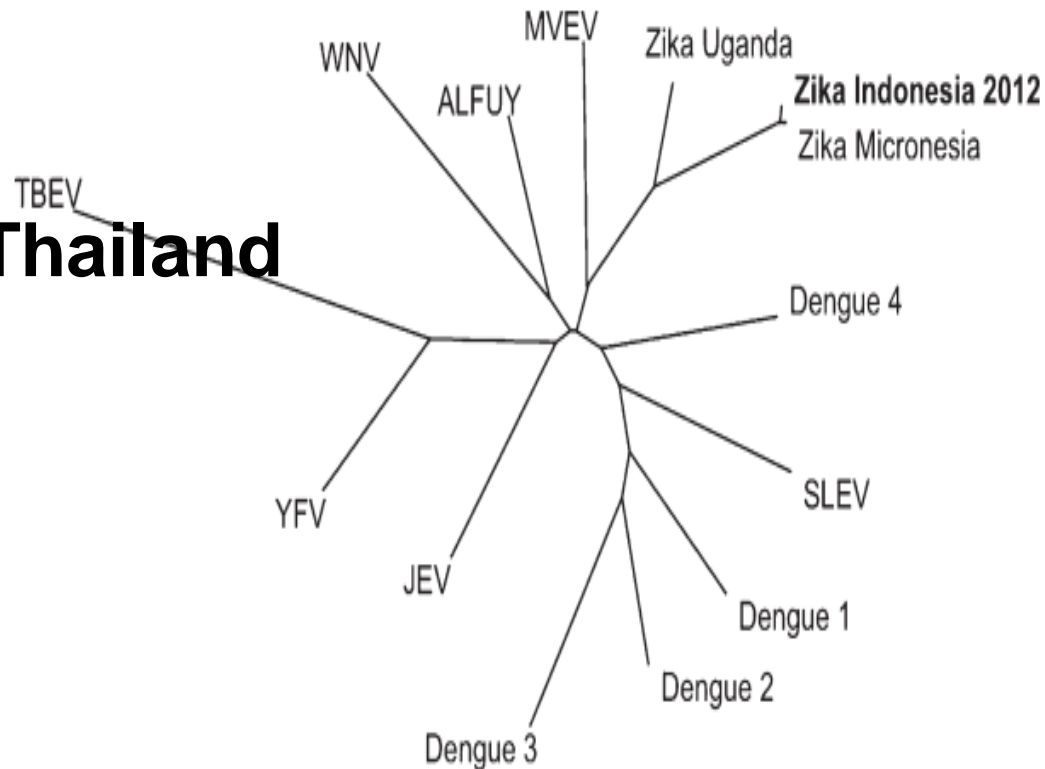 MVEV
Zika Uganda
WNV
Zika Indonesia 2012
ALFUY
Zika Micronesia
TBEV
Thailand
Dengue 4
SLEV
YFV
JEV
Dengue 1
Dengue 2
Dengue 3